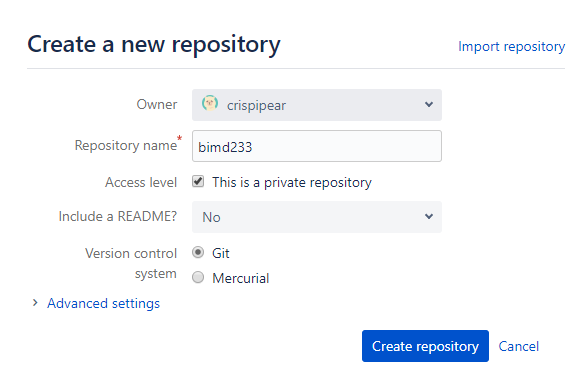 Create a new repository
Import repository
Owner
crispipear
Repository name*
bimd233
Access level
This is a private repository
Include a README?
No
Version control
system
Git
Mercurial
Advanced settings
Create repository
Cancel